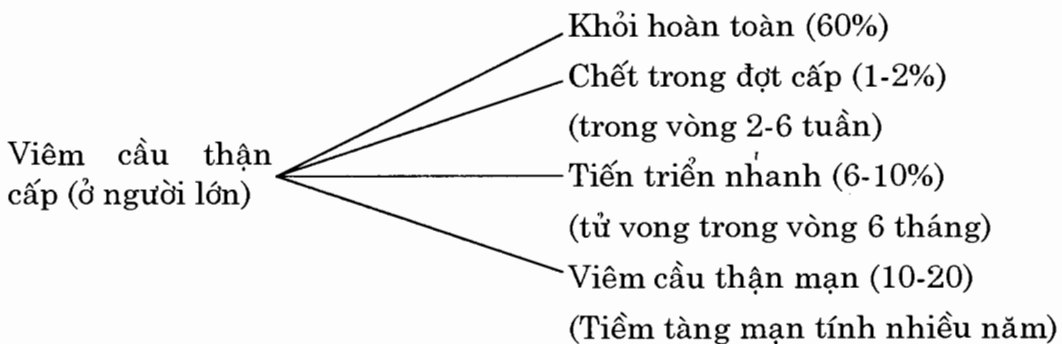 Khỏi hoàn toàn (60%)
Chết trong đợt cấp (1-2%)
(trong vòng 2-6 tuần)
Viêm cầu thận
cấp (ở người lớn)
Tiến triển nhanh (6-10%)
(tử vong trong vòng 6 tháng)
Viêm cầu thận mạn (10-20)
(Tiềm tàng mạn tính nhiều năm)